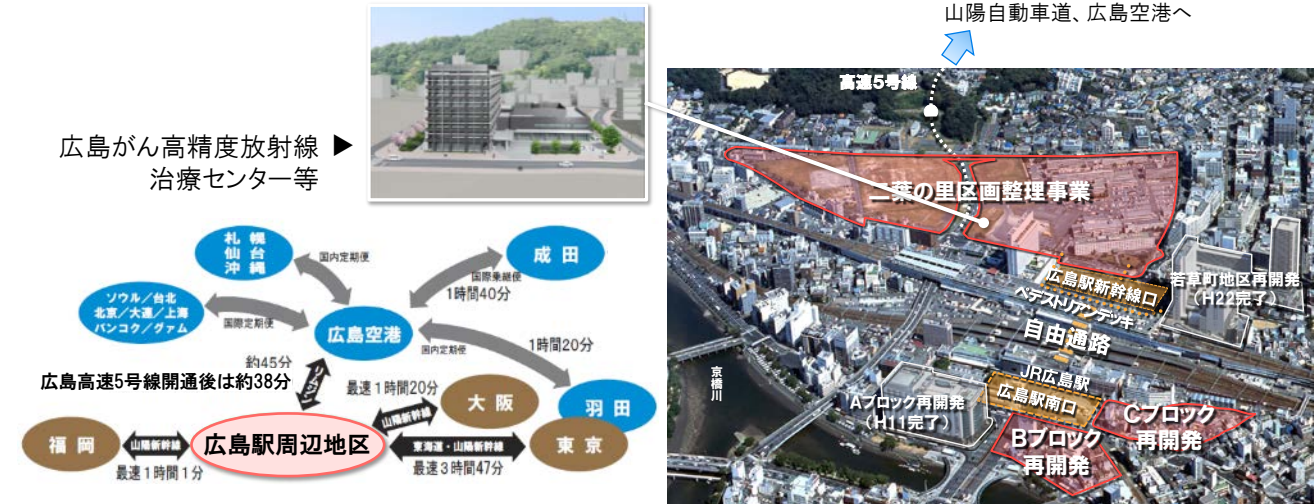 山陽自動車道、広島空港へ
高速5号線
広島がん高精度放射線 ▶
治療センター等
二葉の里区画整理事業
札幌
仙台
沖縄
国内定期便
成田
国際乗継便
1時間40分
ソウル／台北
北京／大連／上海
バンコク／グァム
国際定期便
広島空港
国内定期便
1時間20分
約45分
広島高速5号線開通後は約38分
リムジン
最速1時間20分
山陽新幹線
大阪
羽田
福岡
山陽新幹線
最速1時間1分
広島駅周辺地区
東海道・山陽新幹線
最速3時間47分
東京
広島駅新幹線口
ペデストリアンデッキ
若草町地区再開発
（H22完了）
自由通路
京橋川
JR広島駅
広島駅南口
Aブロック再開発
（H11完了）
Bブロック
再開発
Cブロック
再開発